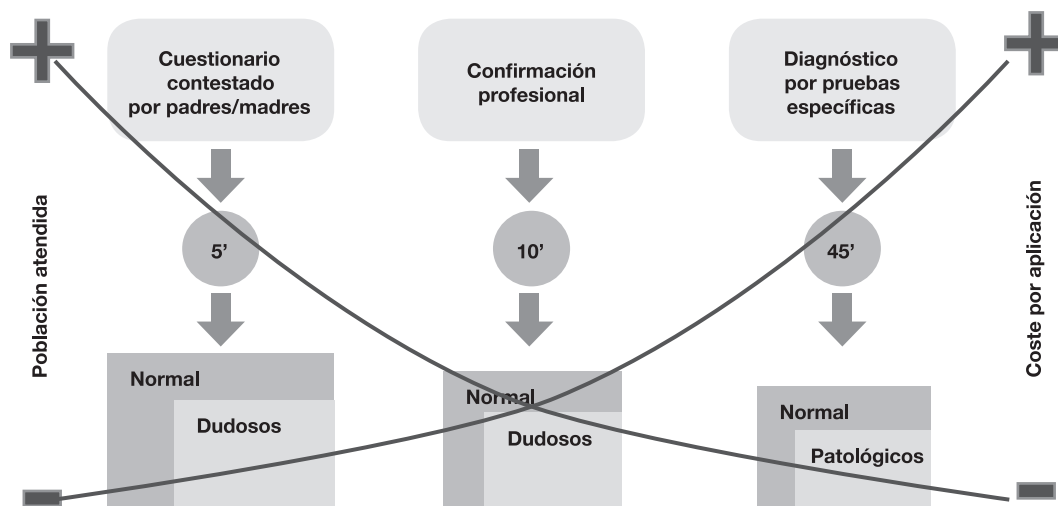 Cuestionario
contestado
por padres/madres
Confirmación
profesional
Diagnóstico
por pruebas
específicas
Población atendida
5’
10’
45’
Coste por aplicación
Normal
Dudosos
Normal
Dudosos
Normal
Patológicos